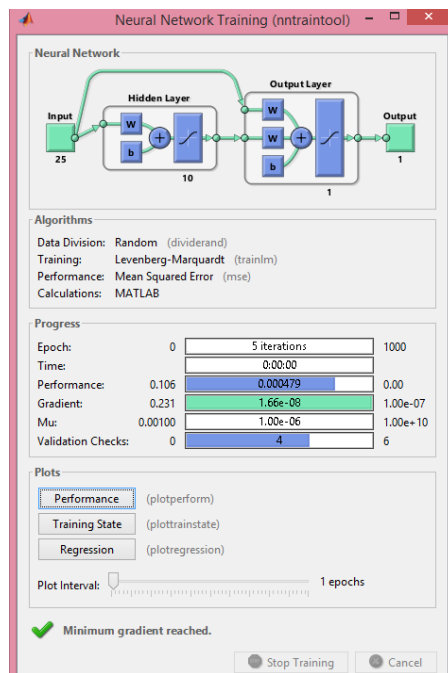 Neural Network Training (nntraintool)
Neural Network
Hidden Layer
Output Layer
Input
25
W
b
+
10
W
W
b
+
1
Output
1
Algorithms
Data Division: Random (dividerand)
Training: Levenberg-Marquardt (trainlm)
Performance: Mean Squared Error (mse)
Calculations: MATLAB
Progress
Epoch: 0 5 iterations 1000
Time: 0:00:00
Performance: 0.106 0.000479 0.00
Gradient: 0.231 1.66e-08 1.00e-07
Mu: 0.00100 1.00e-06 1.00e+10
Validation Checks: 0 4 6
Plots
Performance (plotperform)
Training State (plottrainstate)
Regression (plotregression)
Plot Interval: 1 epochs
Minimum gradient reached.
Stop Training Cancel